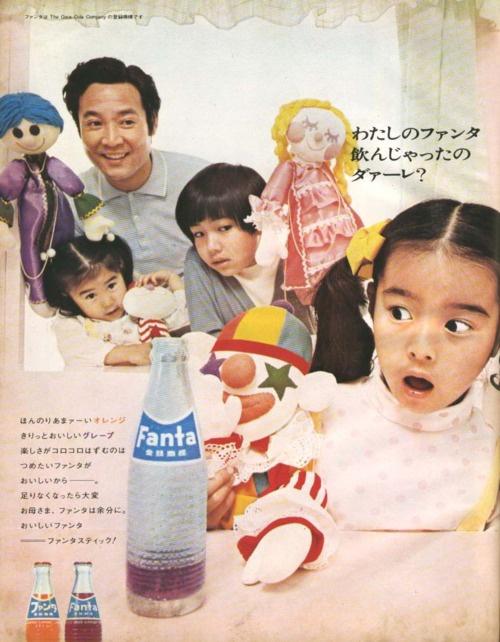 ファンタは The Coca-Cola Company の登録商標です
わたしのファンタ
飲んじゃったの
ダァーレ?
Fanta
ほんのりあまァーいオレンジ
きりっとおいしいグレープ
楽しさがコロコロはずむのは
つめたいファンタが
おいしいから———。
足りなくなったら大変
お母さま、ファンタは余分に。
おいしいファンタ
———ファンタスティック!
ファンタ
Fanta